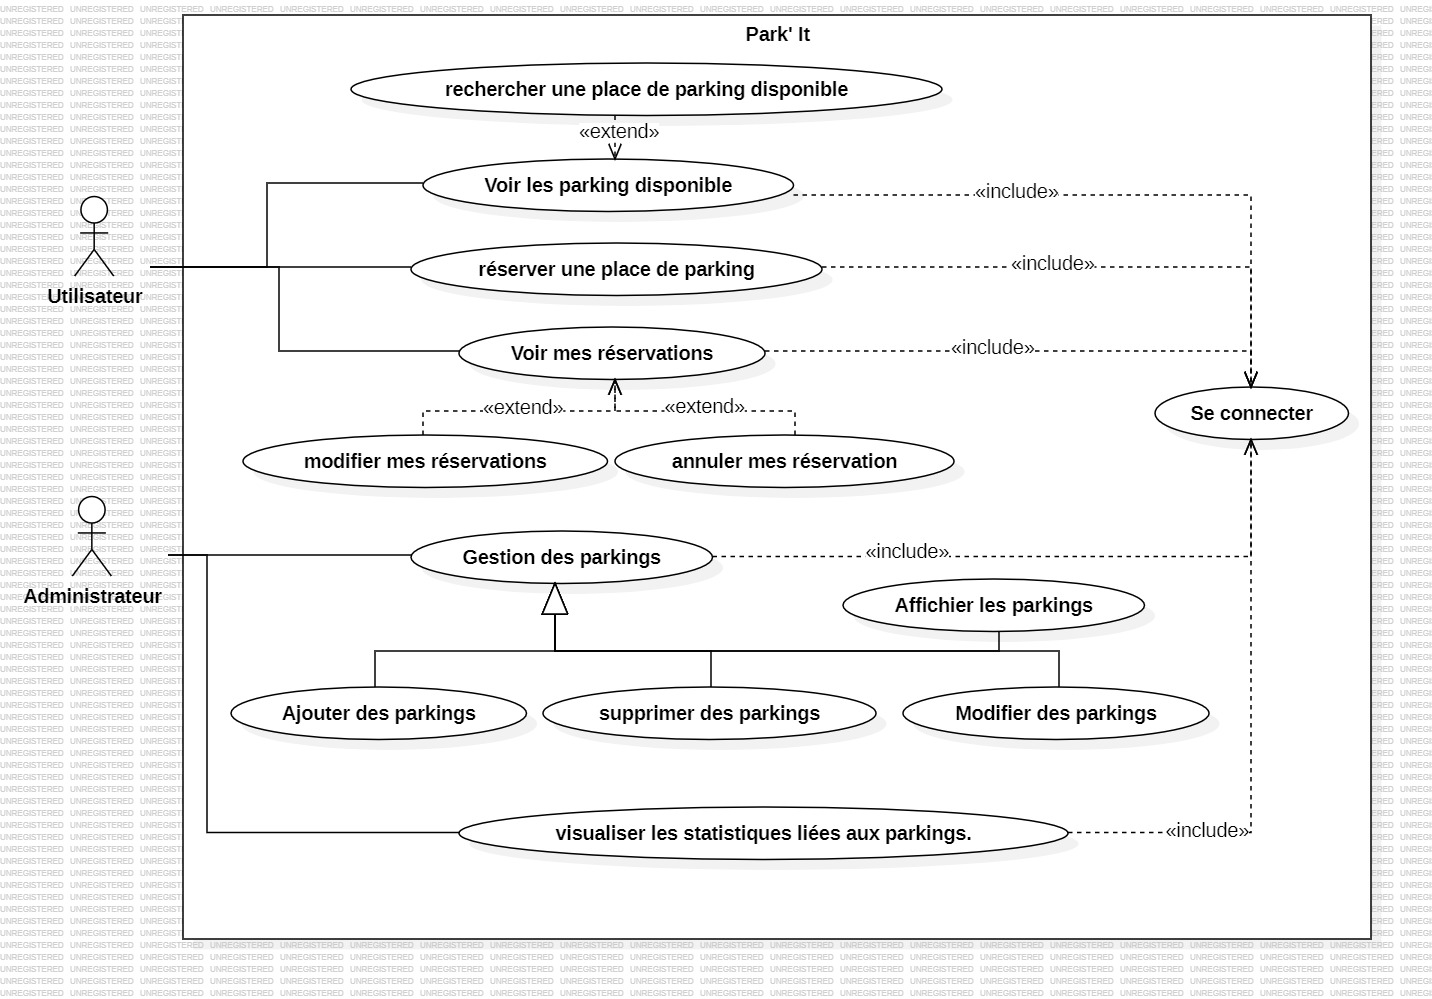 Park' It
rechercher une place de parking disponible
«extend»
Voir les parking disponible
«include»
réserver une place de parking
«include»
Utilisateur
Voir mes réservations
«include»
«extend»
«extend»
Se connecter
modifier mes réservations
annuler mes réservation
Gestion des parkings
«include»
Administrateur
Affichier les parkings
Ajouter des parkings
supprimer des parkings
Modifier des parkings
visualiser les statistiques liées aux parkings.
«include»
UNREGISTERED